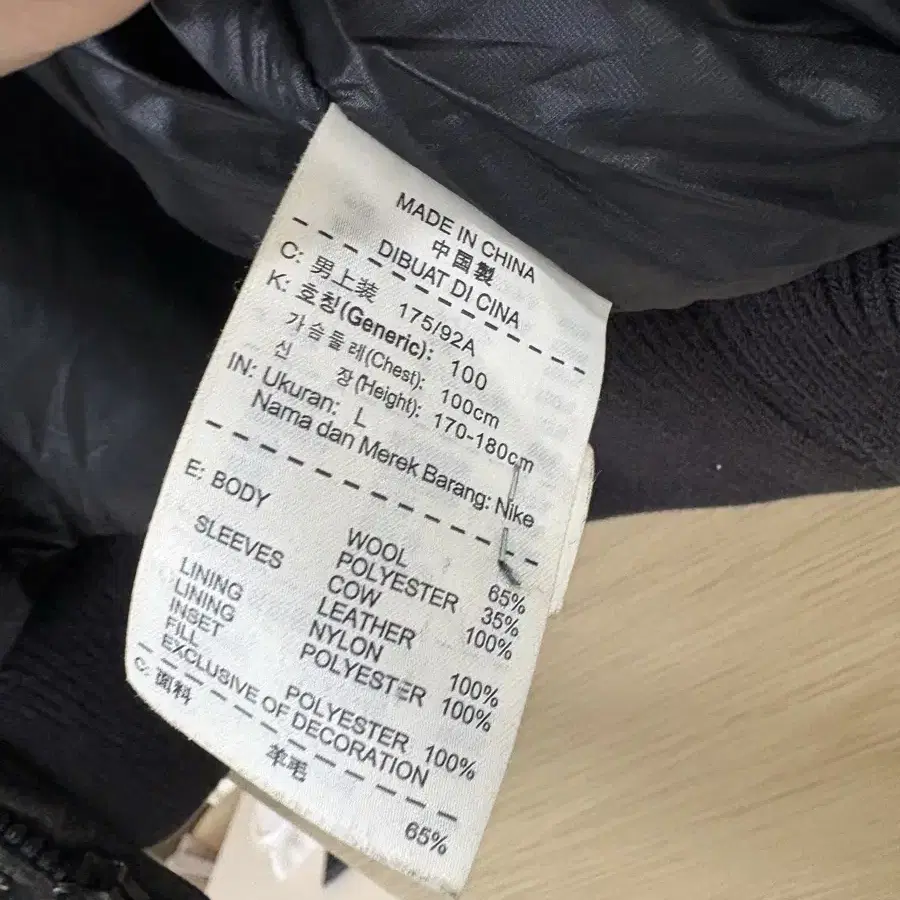 MADE IN CHINA
中国製
DIBUAT DI CINA
C: 男上装 175/92A
K: 호칭(Generic): 100
가슴둘레(Chest): 100cm
신 장(Height): 170-180cm
IN: Ukuran: L
Nama dan Merek Barang: Nike
E: BODY WOOL 65%
POLYESTER 35%
SLEEVES COW 100%
LEATHER
LINING NYLON 100%
LINING POLYESTER 100%
INSET
FILL POLYESTER 100%
EXCLUSIVE OF DECORATION
C: 面料 羊毛 65%